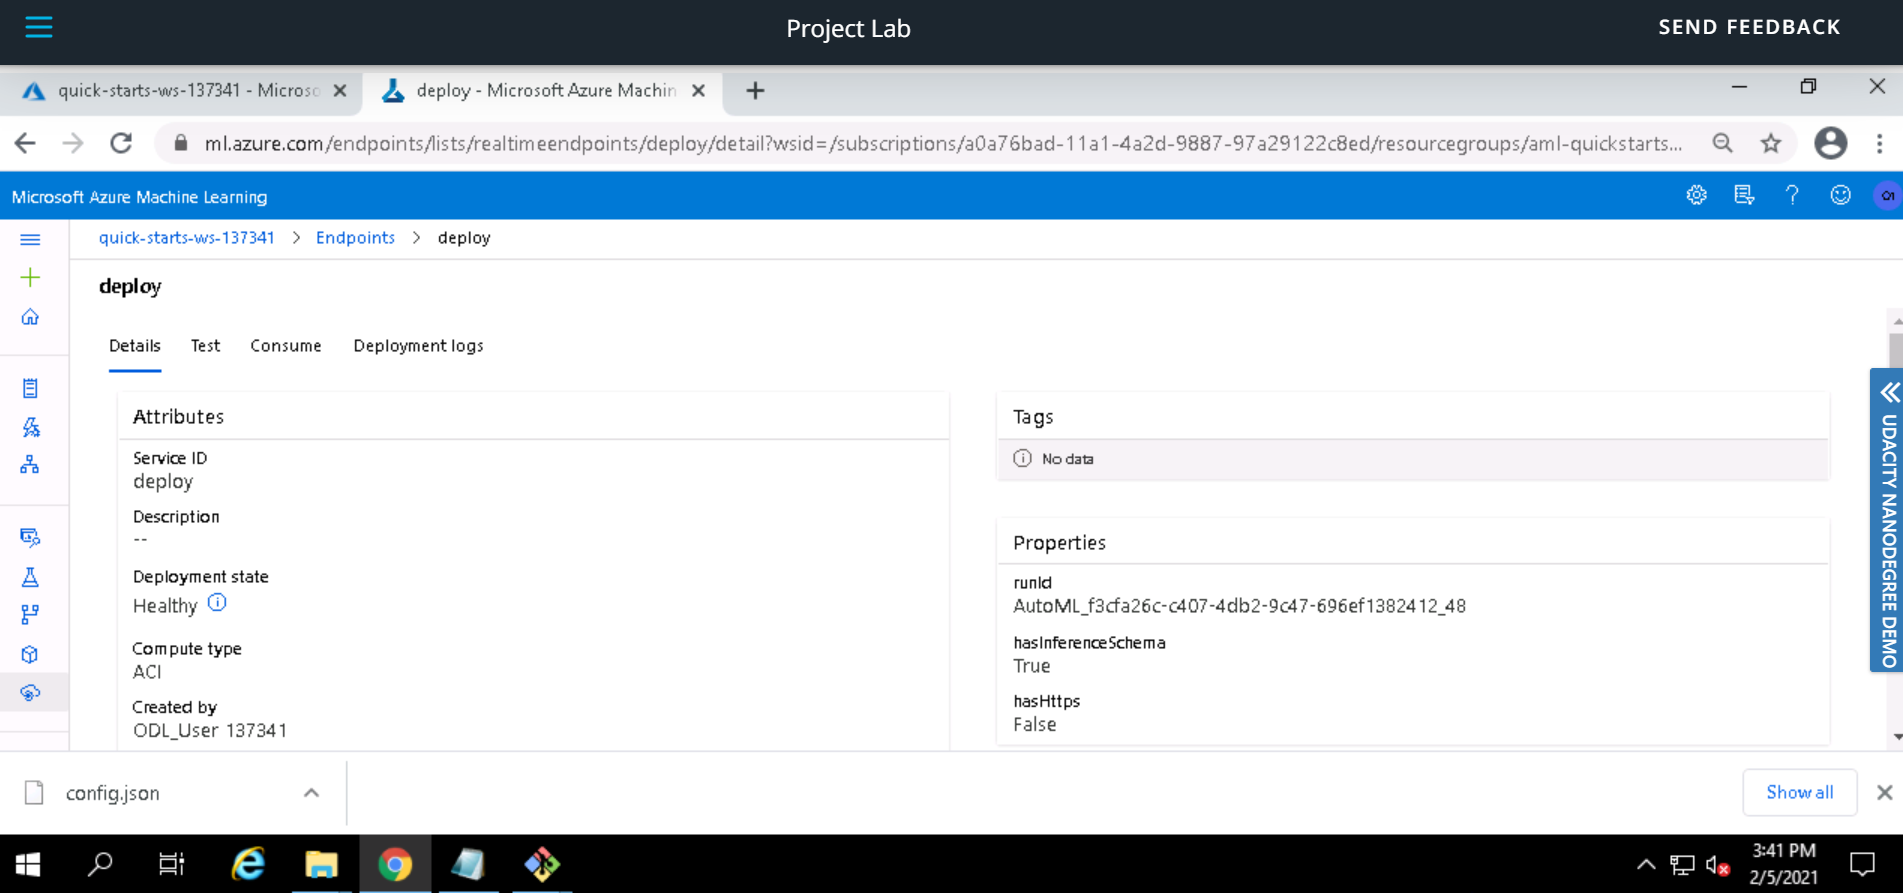 Project Lab
SEND FEEDBACK
quick-starts-ws-137341 - Microso
deploy - Microsoft Azure Machin
ml.azure.com/endpoints/lists/realtimeendpoints/deploy/detail?wsid=/subscriptions/a0a76bad-11a1-4a2d-9887-97a29122c8ed/resourcegroups/aml-quickstarts...
Microsoft Azure Machine Learning
quick-starts-ws-137341 > Endpoints > deploy
deploy
Details Test Consume Deployment logs
Attributes
Service ID
deploy
Description
--
Deployment state
Healthy
Compute type
ACI
Created by
ODL_User 137341
Tags
No data
Properties
runId
AutoML_f3cfa26c-c407-4db2-9c47-696ef1382412_48
hasInferenceSchema
True
hasHttps
False
UDACITY NANODEGREE DEMO
config.json
Show all
3:41 PM
2/5/2021